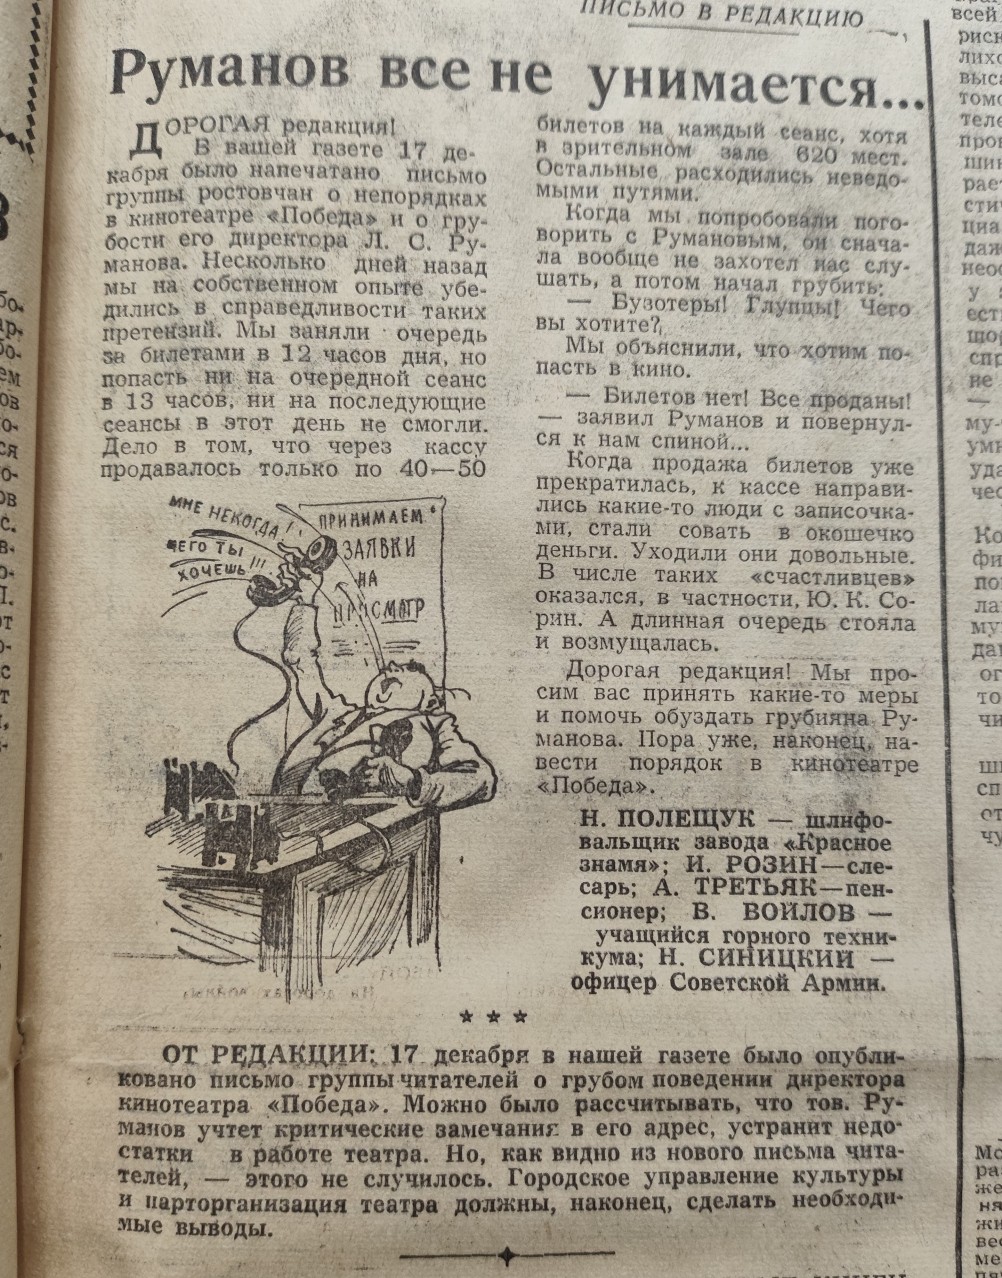 ПИСЬМО В РЕДАКЦИЮ
Руманов все не унимается...
ДОРОГАЯ редакция!
В вашей газете 17 де-
кабря было напечатано письмо
группы ростовчан о непорядках
в кинотеатре «Победа» и о гру-
бости его директора Л. С. Ру-
манова. Несколько дней назад
мы на собственном опыте убе-
дились в справедливости таких
претензий. Мы заняли очередь
за билетами в 12 часов дня, но
попасть ни на очередной сеанс
в 13 часов, ни на последующие
сеансы в этот день не смогли.
Дело в том, что через кассу
продавалось только по 40—50
МНЕ НЕКОГДА!
ЧЕГО ТЫ
ХОЧЕШЬ!!!
ПРИНИМАЕМ
ЗАЯВКИ
НА
ПРОСМОТР
билетов на каждый сеанс, хотя
в зрительном зале 620 мест.
Остальные расходились неведо-
мыми путями.
Когда мы попробовали пого-
ворить с Румановым, он снача-
ла вообще не захотел нас слу-
шать, а потом начал грубить:
— Бузотеры! Глупцы! Чего
вы хотите?
Мы объяснили, что хотим по-
пасть в кино.
— Билетов нет! Все проданы!
— заявил Руманов и повернул-
ся к нам спиной...
Когда продажа билетов уже
прекратилась, к кассе направи-
лись какие-то люди с записочка-
ми, стали совать в окошечко
деньги. Уходили они довольные.
В числе таких «счастливцев»
оказался, в частности, Ю. К. Со-
рин. А длинная очередь стояла
и возмущалась.
Дорогая редакция! Мы про-
сим вас принять какие-то меры
и помочь обуздать грубияна Ру-
манова. Пора уже, наконец, на-
вести порядок в кинотеатре
«Победа».
Н. ПОЛЕЩУК — шлифо-
вальщик завода «Красное
знамя»; И. РОЗИН—сле-
сарь; А. ТРЕТЬЯК—пен-
сионер; В. ВОЙЛОВ —
учащийся горного техни-
кума; Н. СИНИЦКИЙ —
офицер Советской Армии.
★ ★ ★
ОТ РЕДАКЦИИ: 17 декабря в нашей газете было опубли-
ковано письмо группы читателей о грубом поведении директора
кинотеатра «Победа». Можно было рассчитывать, что тов. Ру-
манов учтет критические замечания в его адрес, устранит недо-
статки в работе театра. Но, как видно из нового письма чита-
телей, — этого не случилось. Городское управление культуры
и парторганизация театра должны, наконец, сделать необходи-
мые выводы.